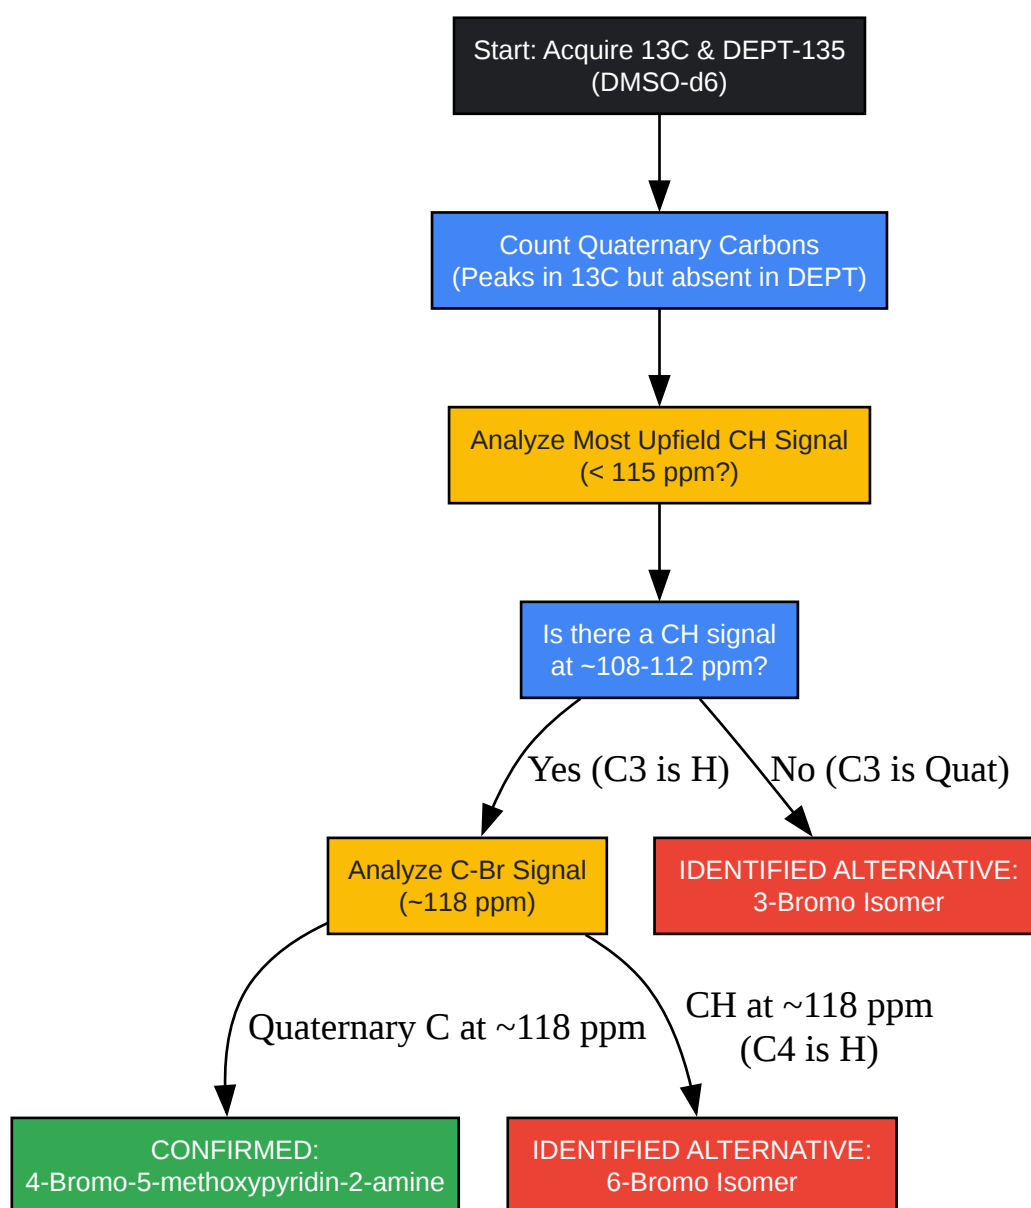 Start: Acquire 13C & DEPT-135
(DMSO-d6)
Count Quaternary Carbons
(Peaks in 13C but absent in DEPT)
Analyze Most Upfield CH Signal
(< 115 ppm?)
Is there a CH signal
at ~108-112 ppm?
Yes (C3 is H)
No (C3 is Quat)
Analyze C-Br Signal
(~118 ppm)
IDENTIFIED ALTERNATIVE:
3-Bromo Isomer
Quaternary C at ~118 ppm
CH at ~118 ppm
(C4 is H)
CONFIRMED:
4-Bromo-5-methoxypyridin-2-amine
IDENTIFIED ALTERNATIVE:
6-Bromo Isomer